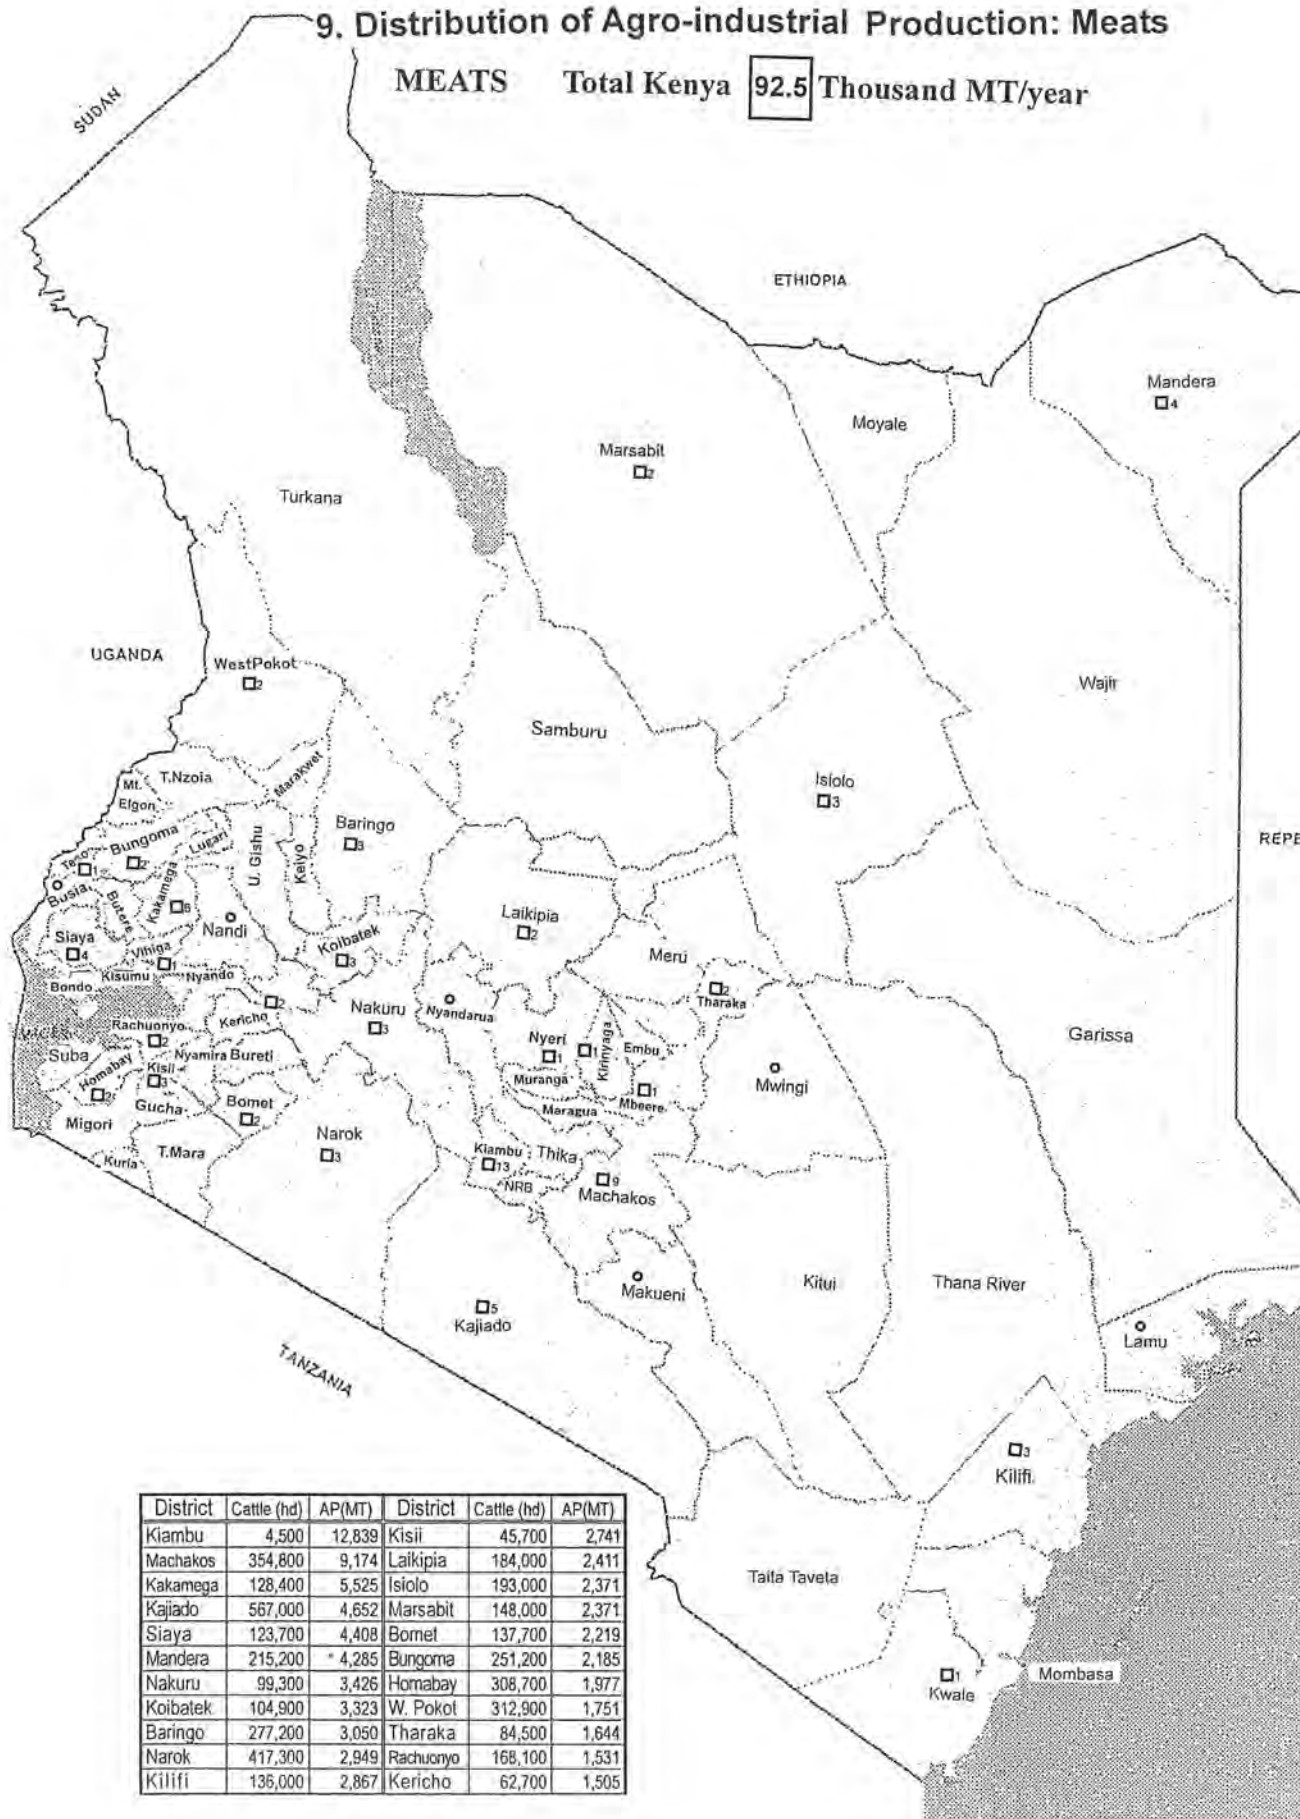 9. Distribution of Agro-industrial Production: Meats
MEATS Total Kenya 92.5 Thousand MT/year
SUDAN
ETHIOPIA
Mandera
4
Moyale
Marsabit
2
Turkana
UGANDA
WestPokot
2
Wajir
Samburu
Marakwet
T.Nzoia
Mt.
Elgon
Isiolo
3
Baringo
3
Bungoma
2
Lugari
U. Gishu
Keiyo
REPE
Teso
1
Busia
Butere
Kakamega
6
Laikipia
2
Siaya
4
Nandi
Koibatek
3
Vihiga
1
Meru
Kisumu
Nyando
Bondo
2
Tharaka
2
Kericho
Nakuru
3
Nyandarua
Rachuonyo
2
Garissa
Suba
Nyamira
Bureti
Nyeri
1
1
Kirinyaga
Embu
Homabay
2
Kisii
3
Muranga
Mwingi
1
Mbeere
Gucha
Bomet
2
Maragua
Migori
Narok
3
T.Mara
Kuria
Kiambu
13
Thika
NRB
9
Machakos
Makueni
Kitui
Thana River
5
Kajiado
Lamu
TANZANIA
3
Kilifi
Taita Taveta
1
Kwale
Mombasa
District Cattle (hd) AP(MT) District Cattle (hd) AP(MT)
Kiambu 4,500 12,839 Kisii 45,700 2,741
Machakos 354,800 9,174 Laikipia 184,000 2,411
Kakamega 128,400 5,525 Isiolo 193,000 2,371
Kajiado 567,000 4,652 Marsabit 148,000 2,371
Siaya 123,700 4,408 Bomet 137,700 2,219
Mandera 215,200 4,285 Bungoma 251,200 2,185
Nakuru 99,300 3,426 Homabay 308,700 1,977
Koibatek 104,900 3,323 W. Pokot 312,900 1,751
Baringo 277,200 3,050 Tharaka 84,500 1,644
Narok 417,300 2,949 Rachuonyo 168,100 1,531
Kilifi 136,000 2,867 Kericho 62,700 1,505